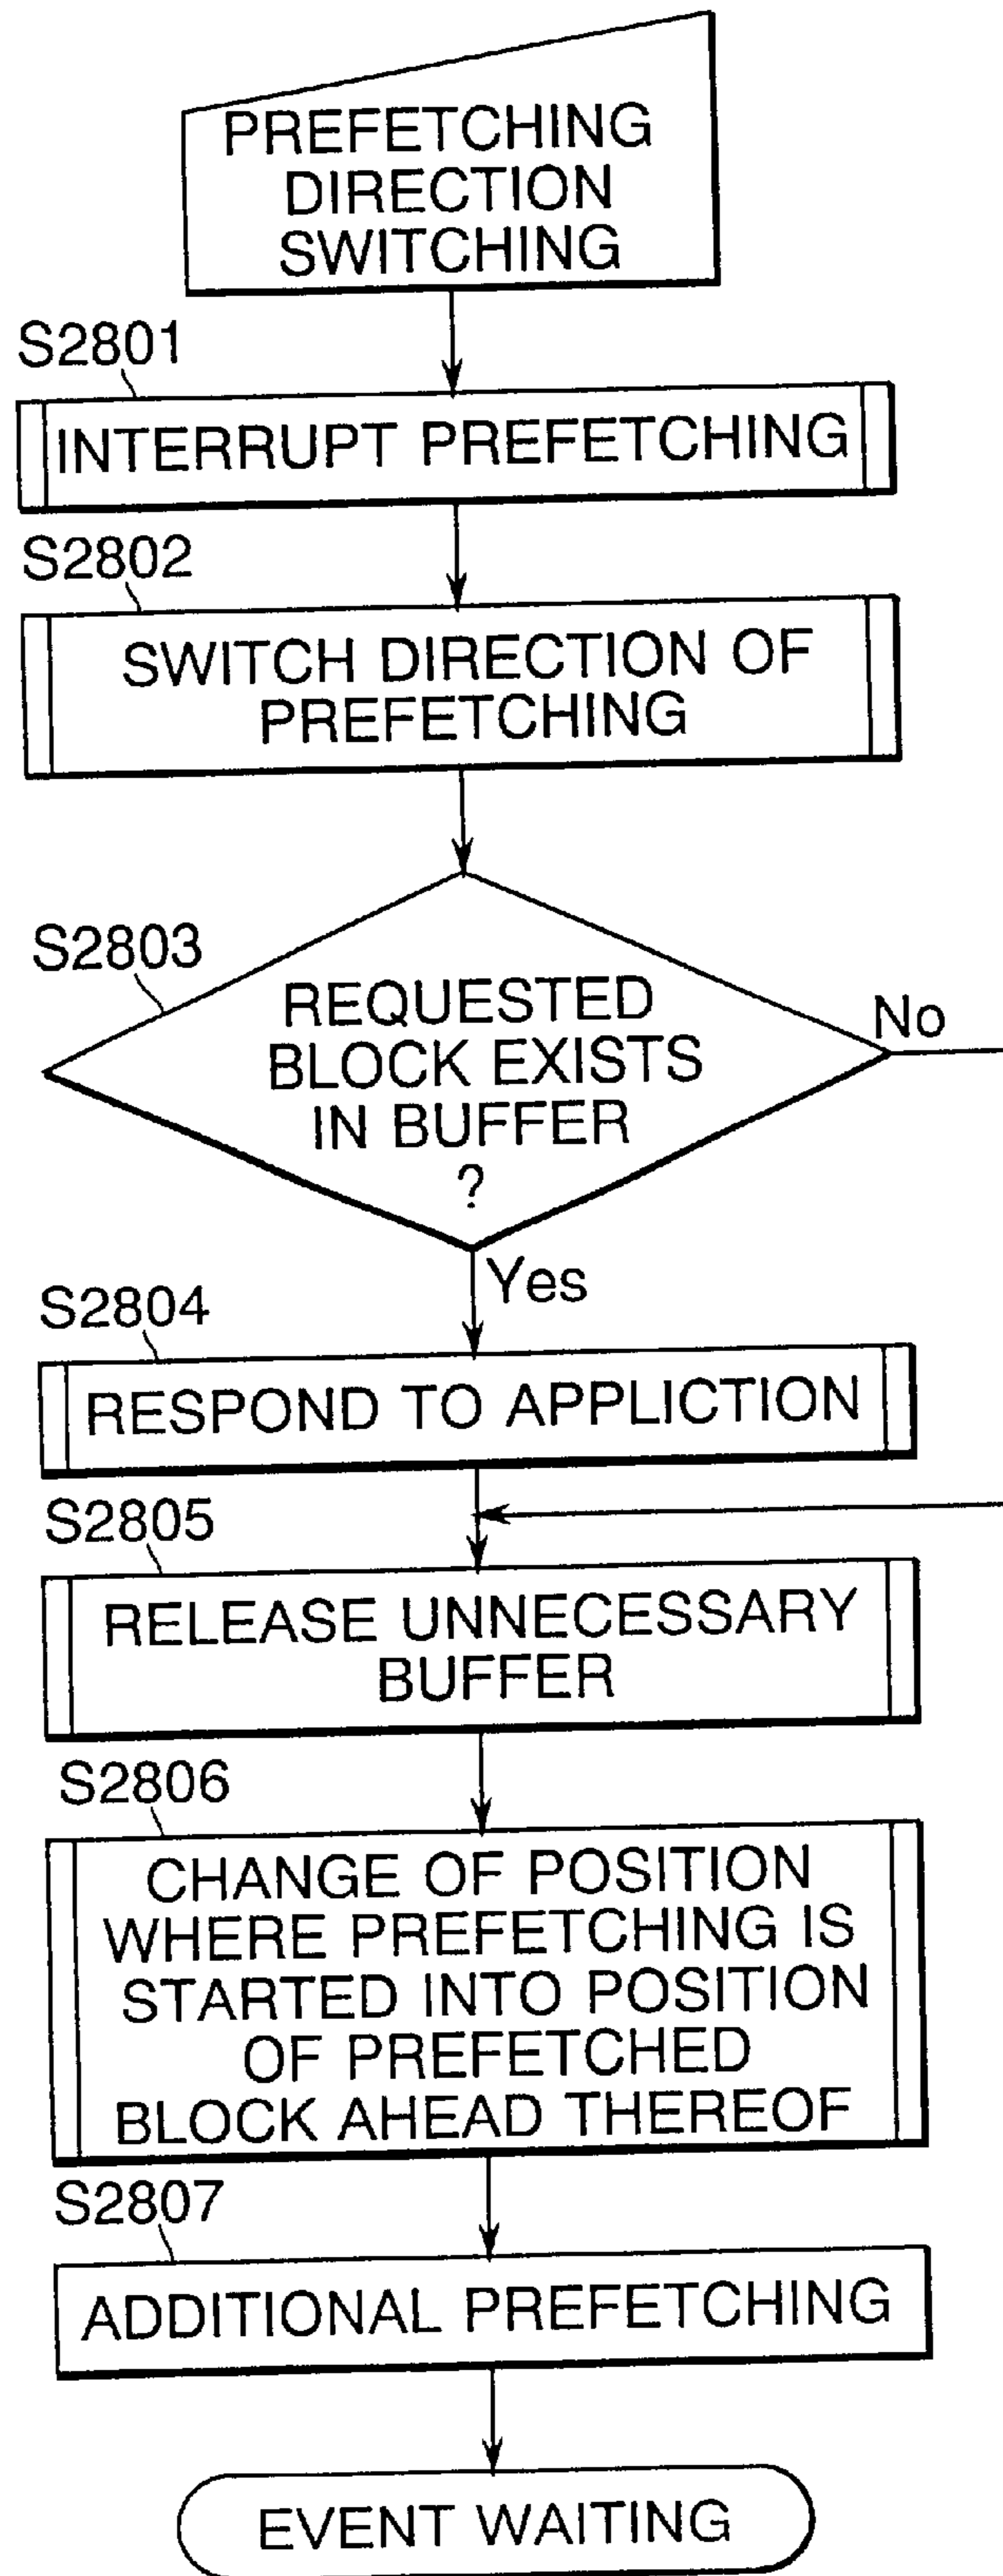 PREFETCHING
DIRECTION
SWITCHING
S2801
INTERRUPT PREFETCHING
S2802
SWITCH DIRECTION OF
PREFETCHING
S2803
REQUESTED
BLOCK EXISTS
IN BUFFER
?
No
Yes
S2804
RESPOND TO APPLICTION
S2805
RELEASE UNNECESSARY
BUFFER
S2806
CHANGE OF POSITION
WHERE PREFETCHING IS
STARTED INTO POSITION
OF PREFETCHED
BLOCK AHEAD THEREOF
S2807
ADDITIONAL PREFETCHING
EVENT WAITING